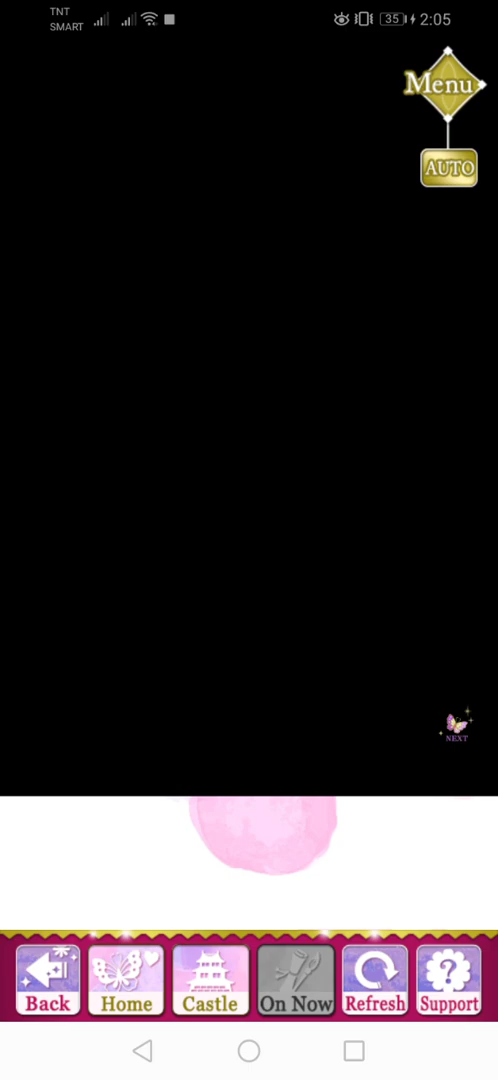 TNT
SMART
35 2:05
Menu
AUTO
NEXT
Back Home Castle On Now Refresh Support